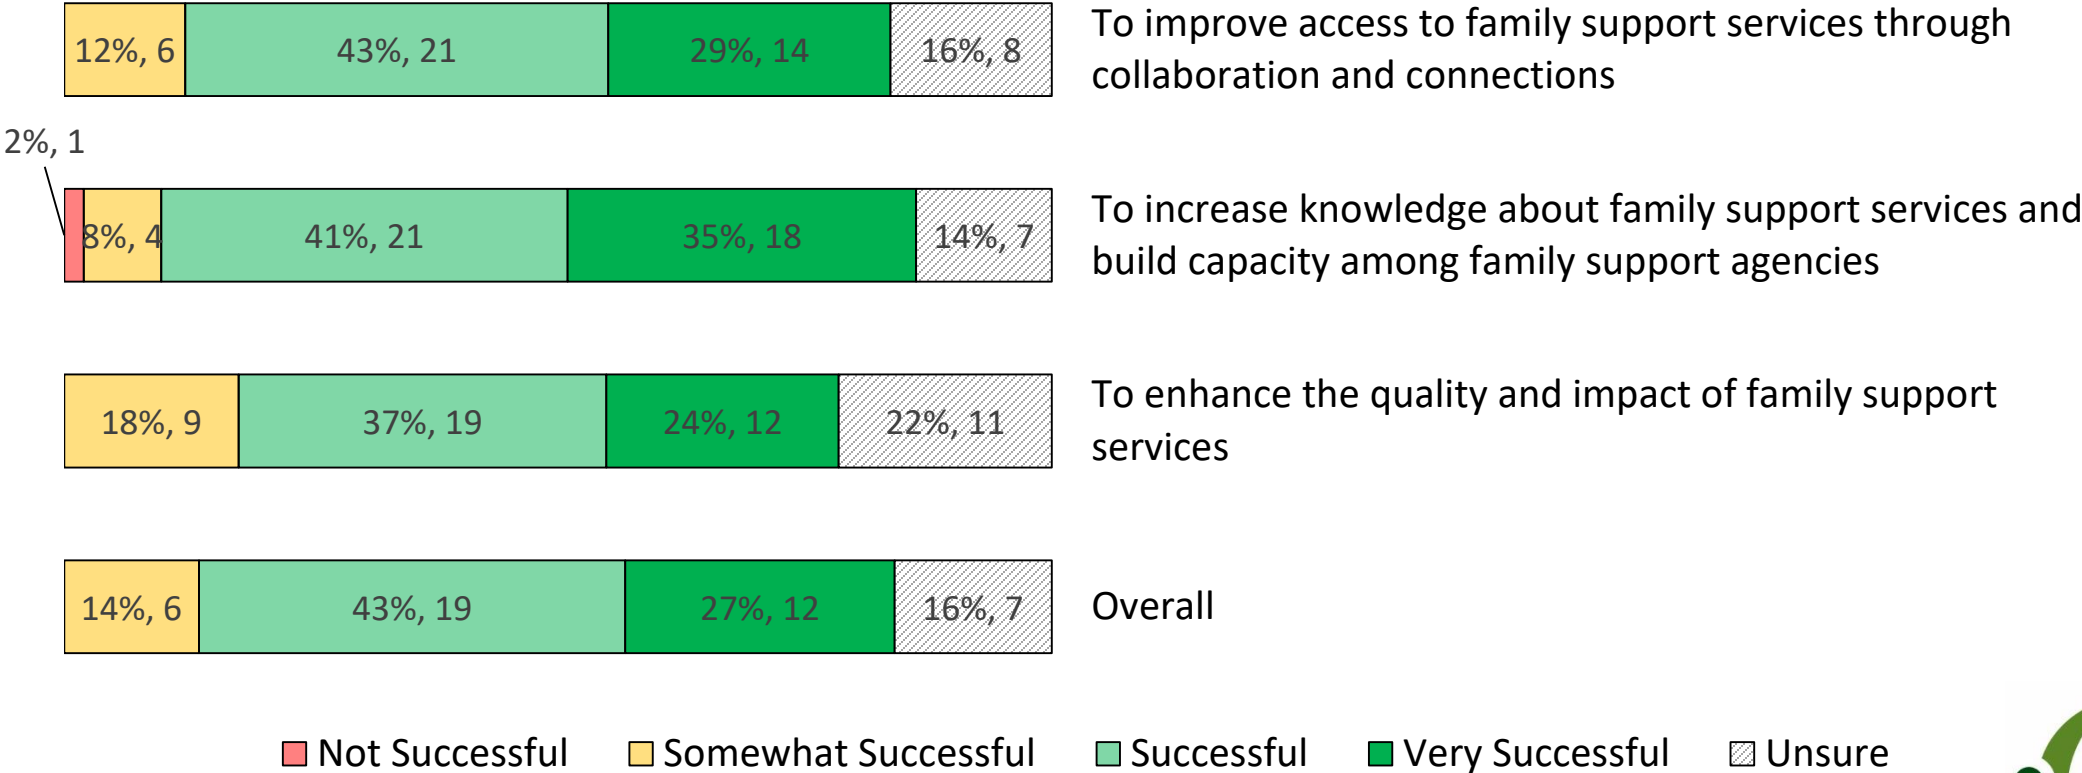 12%, 6
43%, 21
29%, 14
16%, 8
To improve access to family support services through
collaboration and connections
2%, 1
8%, 4
41%, 21
35%, 18
14%, 7
To increase knowledge about family support services and
build capacity among family support agencies
18%, 9
37%, 19
24%, 12
22%, 11
To enhance the quality and impact of family support
services
14%, 6
43%, 19
27%, 12
16%, 7
Overall
Not Successful
Somewhat Successful
Successful
Very Successful
Unsure